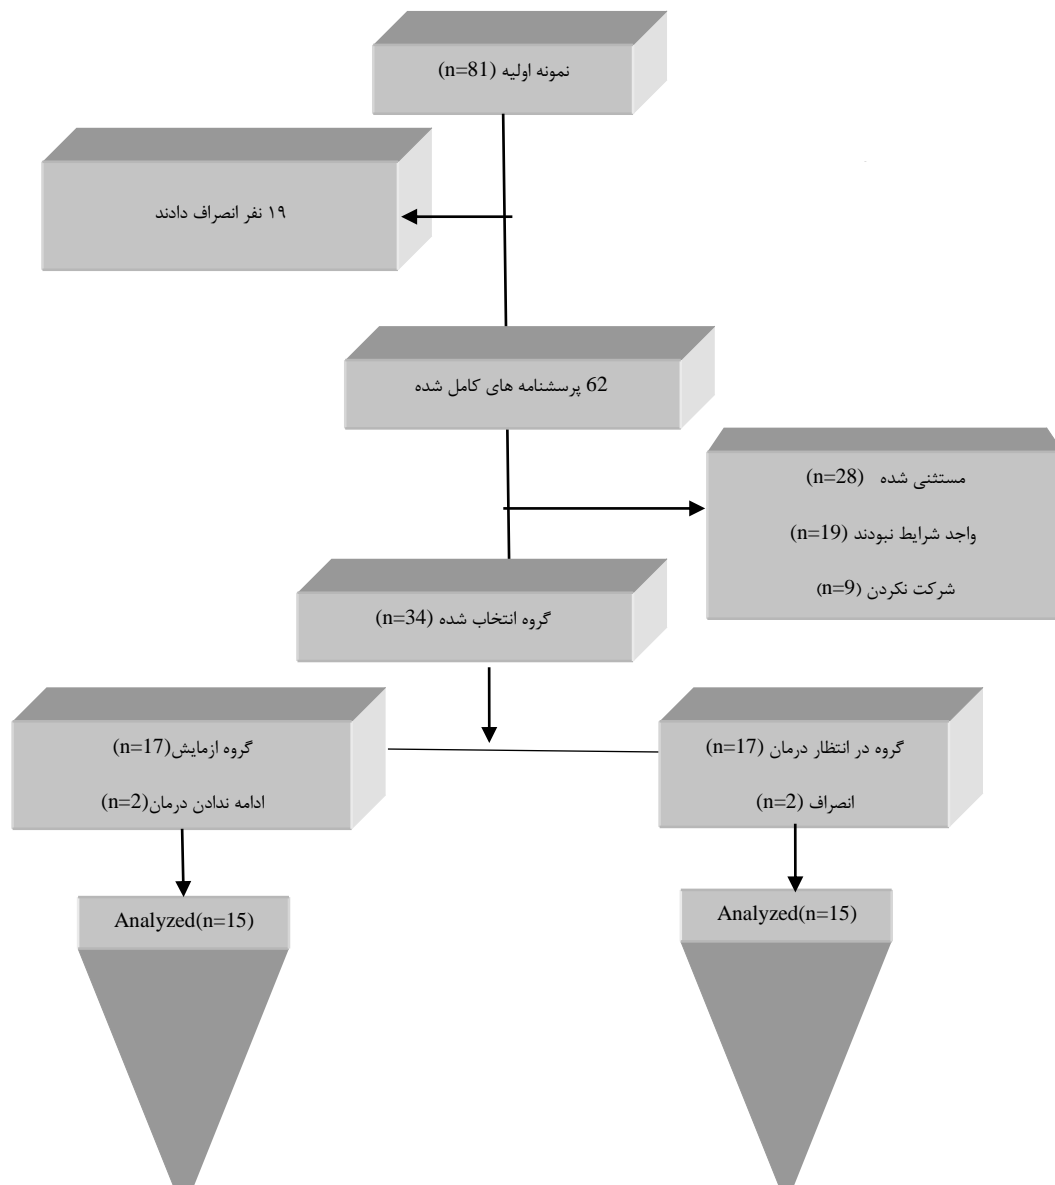 نمونه اولیه (n=81)
۱۹ نفر انصراف دادند
62 پرسشنامه های کامل شده
مستثنی شده (n=28)
واجد شرایط نبودند (n=19)
شرکت نکردن (n=9)
گروه انتخاب شده (n=34)
گروه در انتظار درمان (n=17)
انصراف (n=2)
گروه ازمایش(n=17)
ادامه ندادن درمان(n=2)
Analyzed(n=15)
Analyzed(n=15)